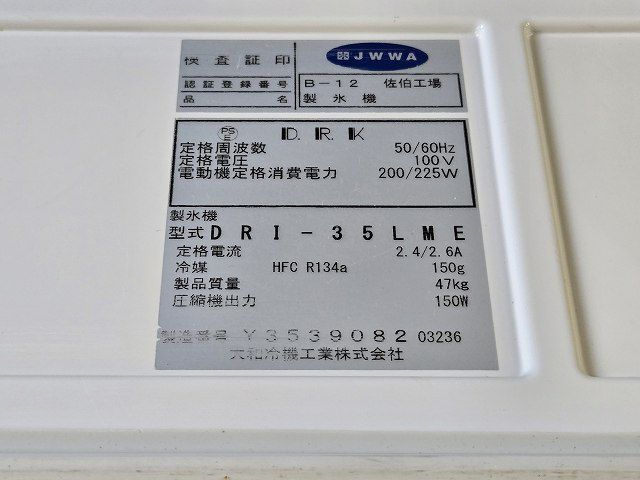 検査証印 JWWA
認証登録番号 B-12 佐伯工場
品名 製氷機
PSE D.R.K
定格周波数 50/60Hz
定格電圧 100V
電動機定格消費電力 200/225W
製氷機
型式 DRI-35LME
定格電流 2.4/2.6A
冷媒 HFC R134a 150g
製品質量 47kg
圧縮機出力 150W
製造番号 Y3539082 03236
大和冷機工業株式会社